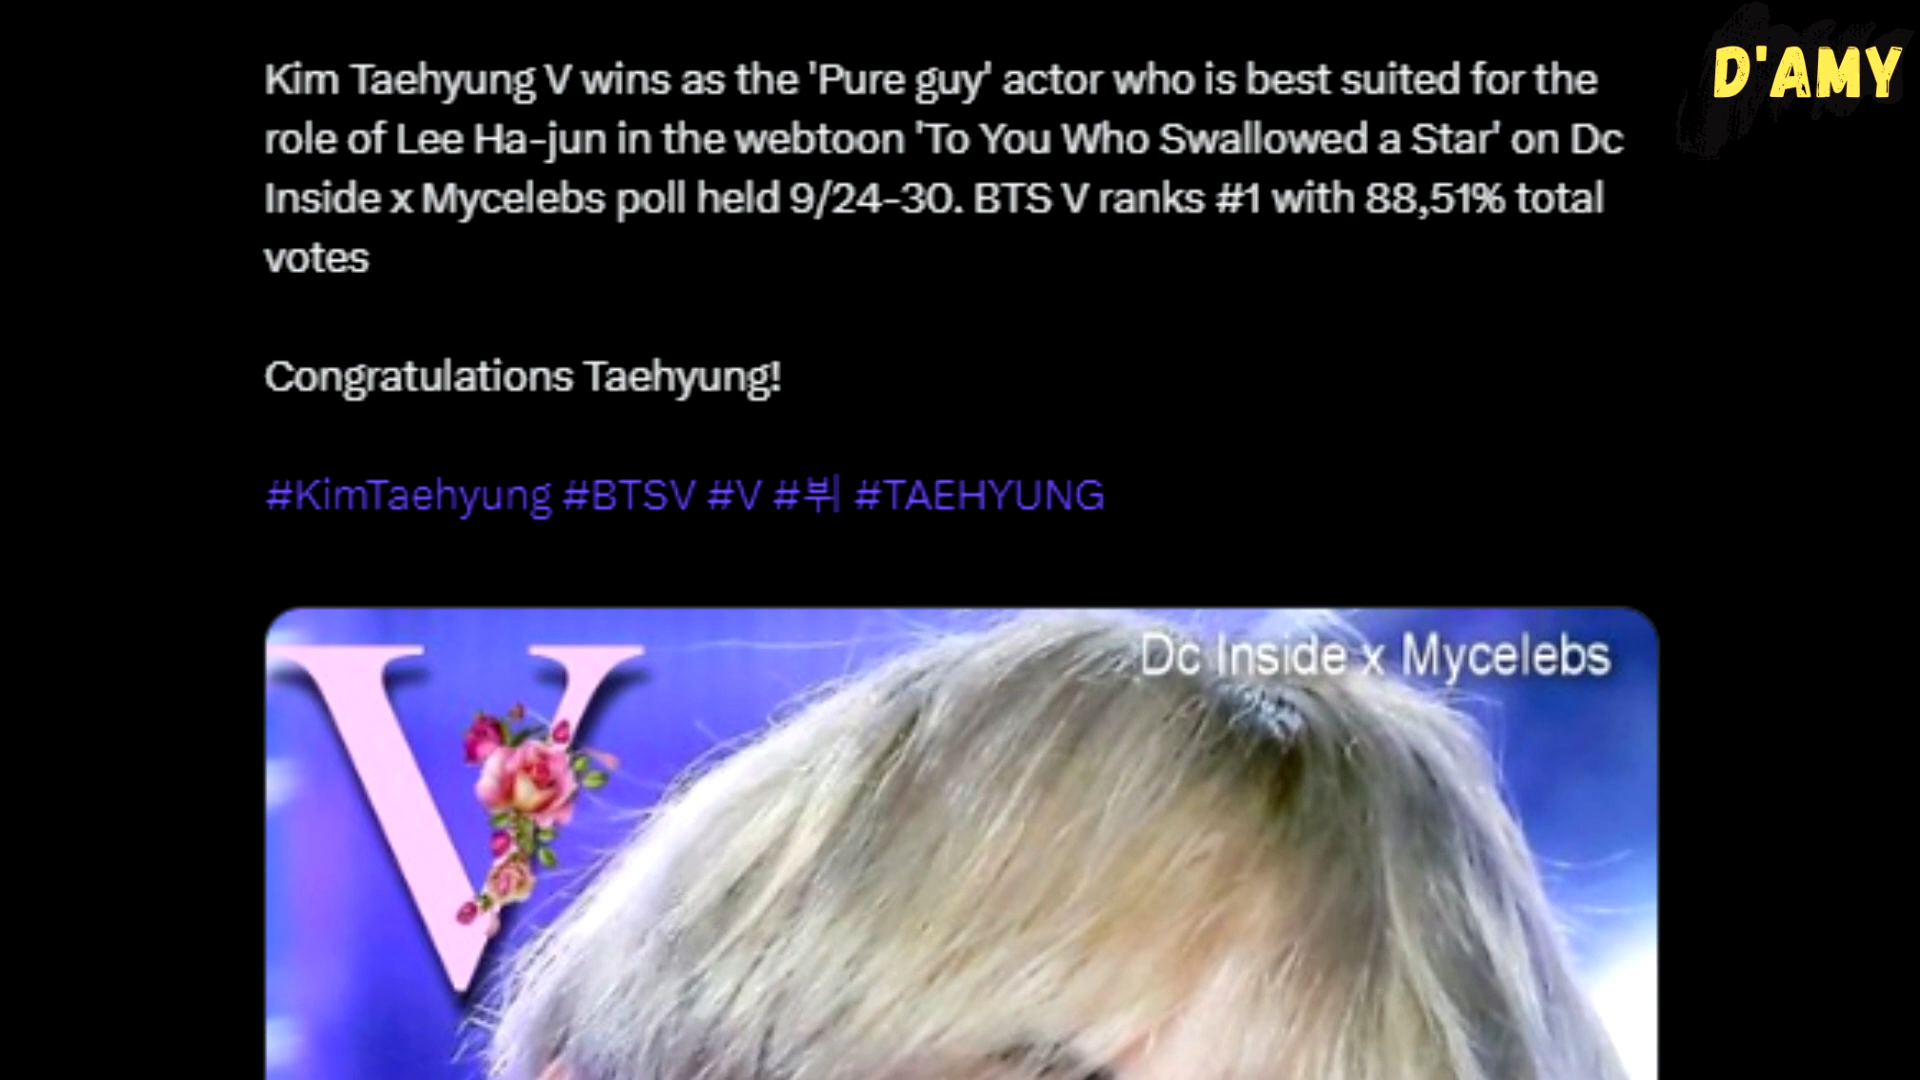 D'AMY
Kim Taehyung V wins as the 'Pure guy' actor who is best suited for the
role of Lee Ha-jun in the webtoon 'To You Who Swallowed a Star' on Dc
Inside x Mycelebs poll held 9/24-30. BTS V ranks #1 with 88,51% total
votes
Congratulations Taehyung!
#KimTaehyung #BTSV #V #뷔 #TAEHYUNG
Dc Inside x Mycelebs
V